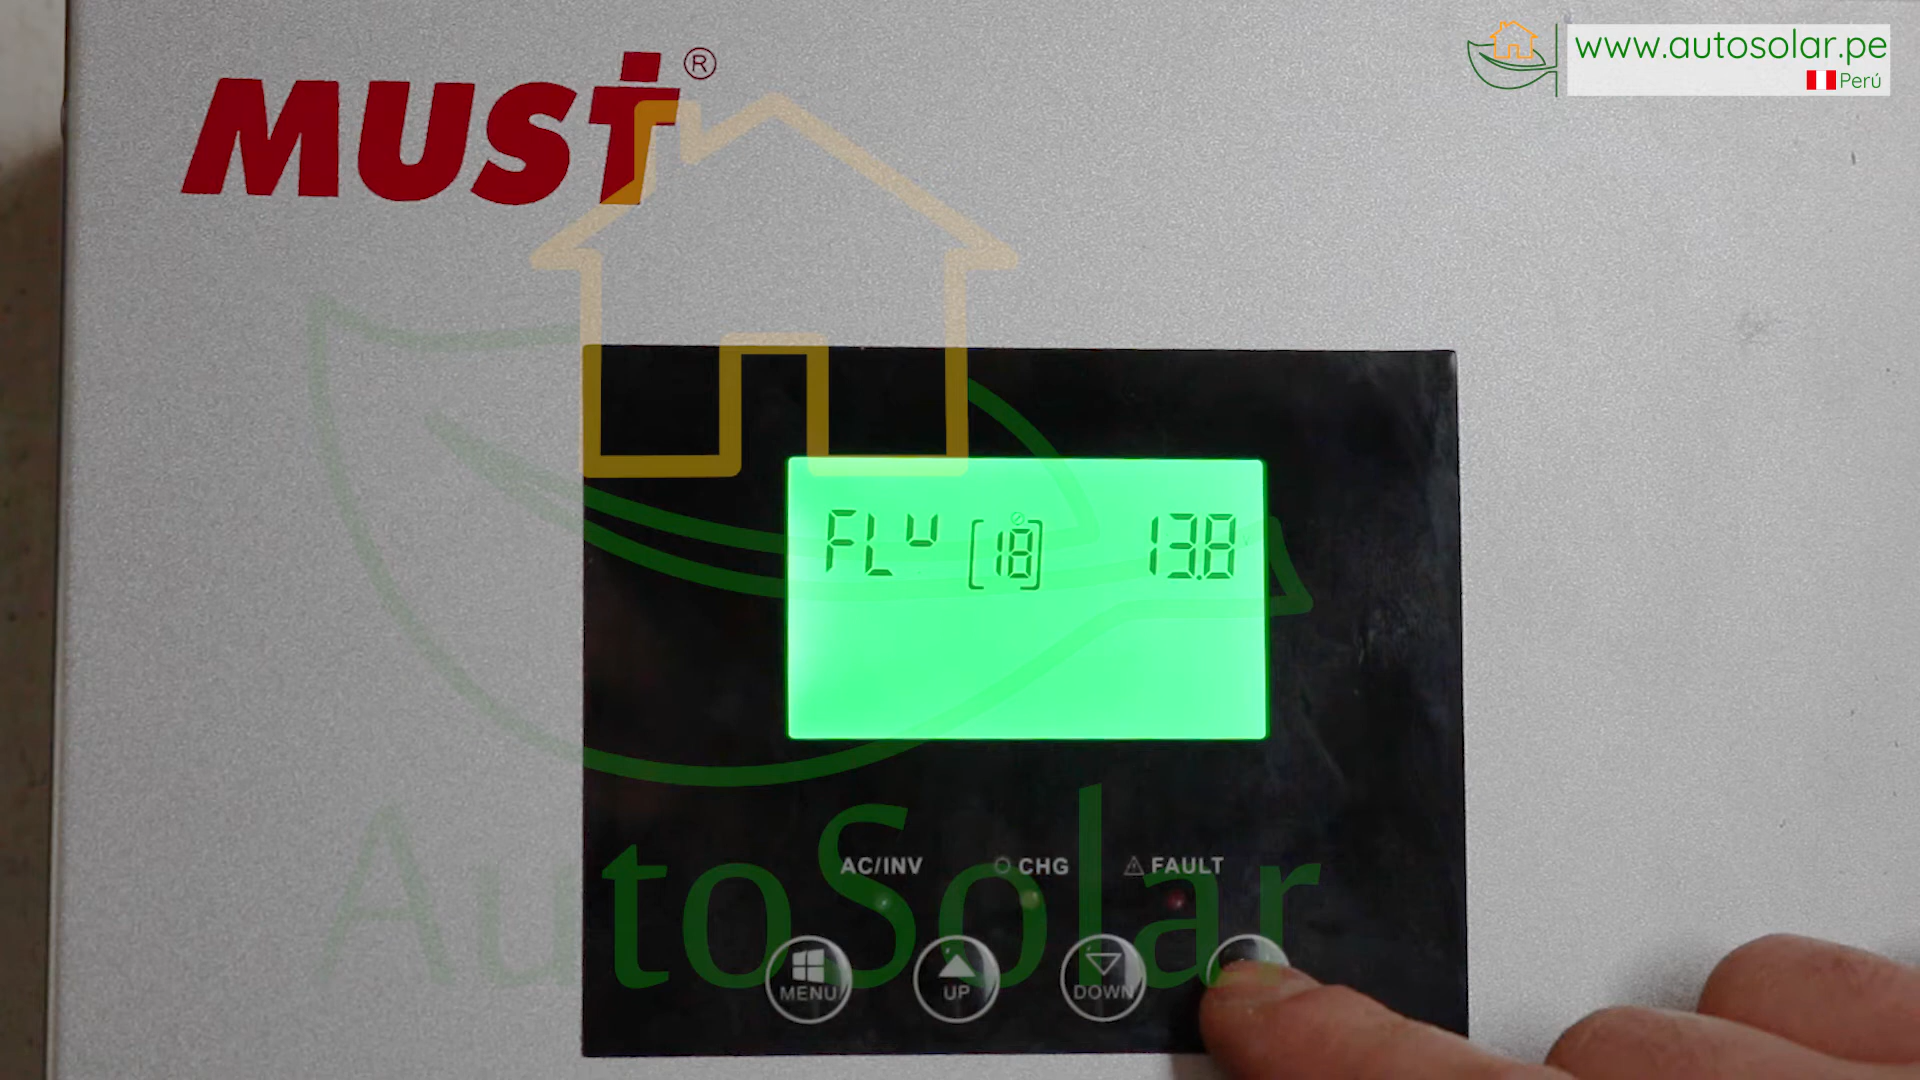 MUST ®
www.autosolar.pe
Perú
FLV [18] 13.8
AutoSolar
AC/INV CHG FAULT
MENU UP DOWN